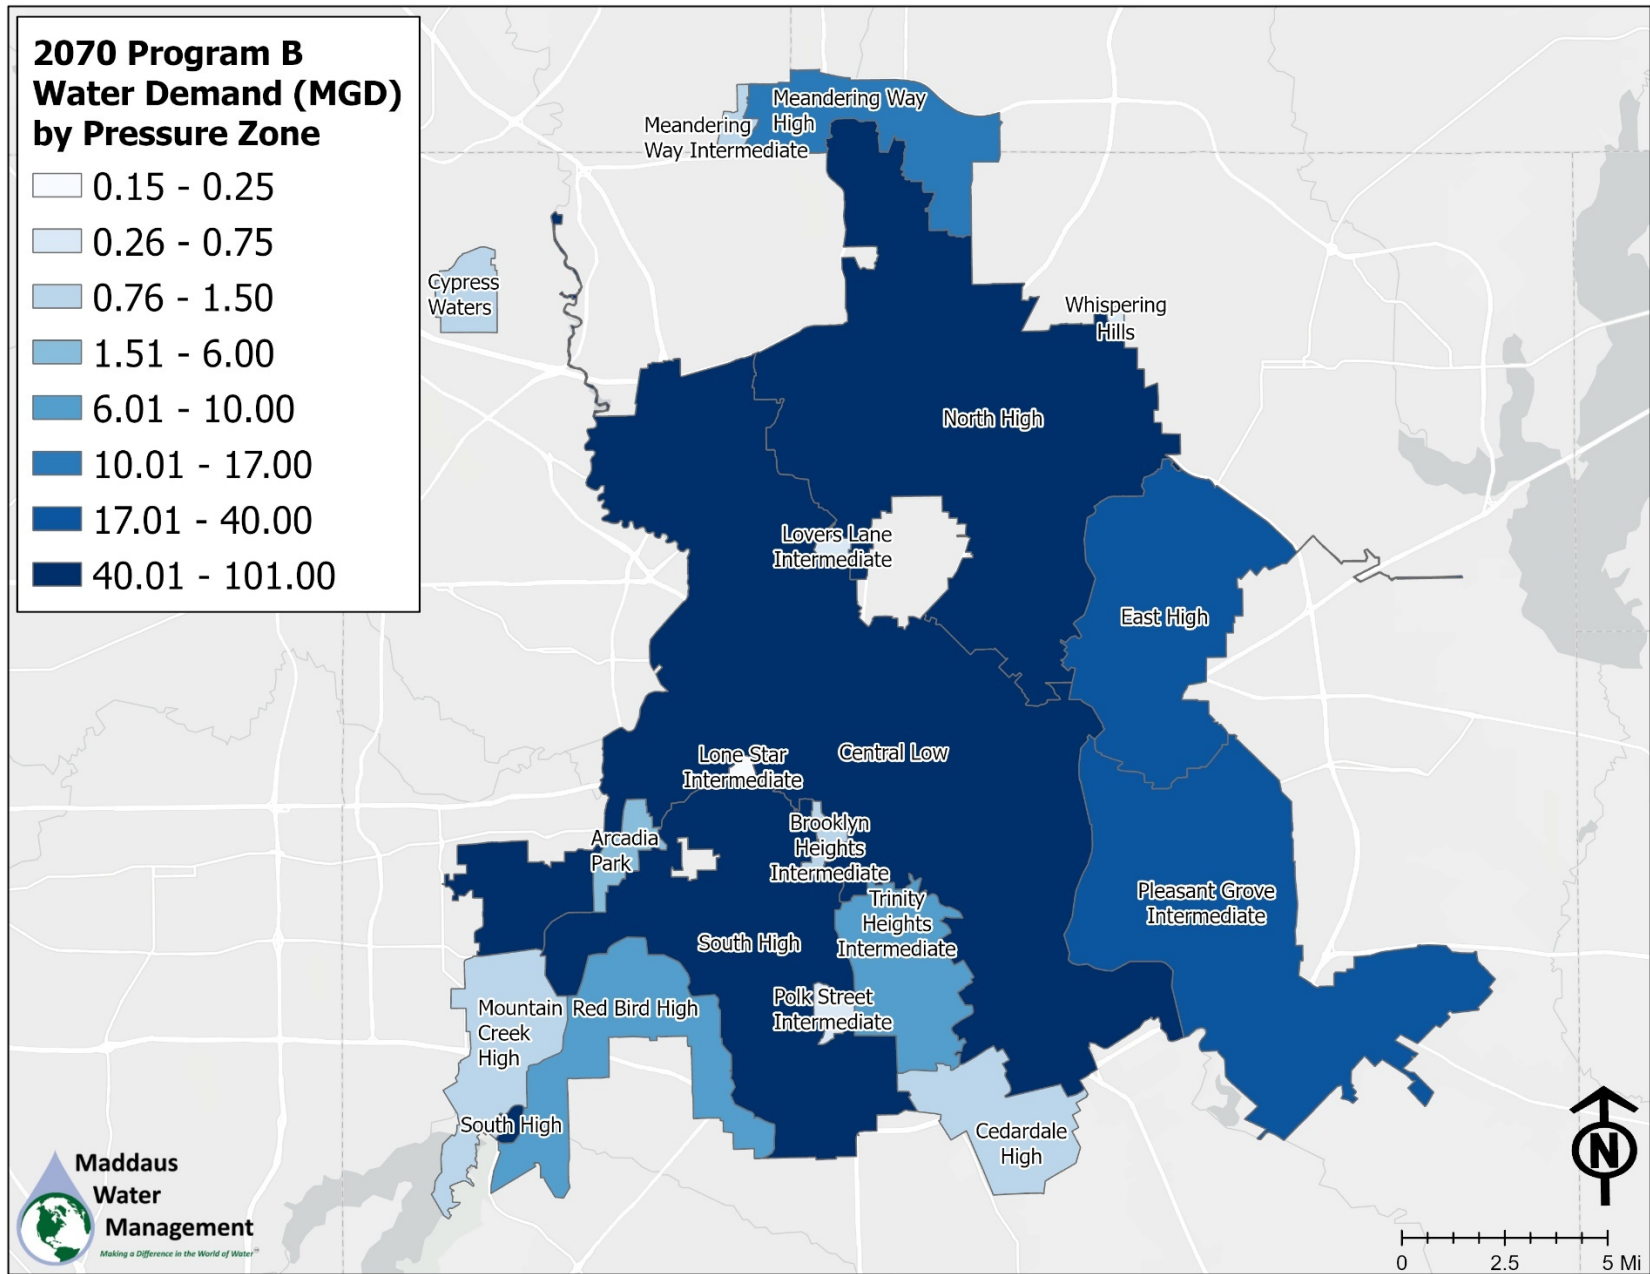 2070 Program B
Water Demand (MGD)
by Pressure Zone
0.15 - 0.25
0.26 - 0.75
0.76 - 1.50
1.51 - 6.00
6.01 - 10.00
10.01 - 17.00
17.01 - 40.00
40.01 - 101.00
Meandering Way
High
Meandering
Way Intermediate
Cypress
Waters
Whispering
Hills
North High
Lovers Lane
Intermediate
East High
Lone Star
Intermediate
Central Low
Arcadia
Park
Brooklyn
Heights
Intermediate
Trinity
Heights
Intermediate
Pleasant Grove
Intermediate
South High
Polk Street
Intermediate
Mountain
Creek
High
Red Bird High
South High
Cedardale
High
Maddaus
Water
Management
Making a Difference in the World of Water™
N
0 2.5 5 Mi